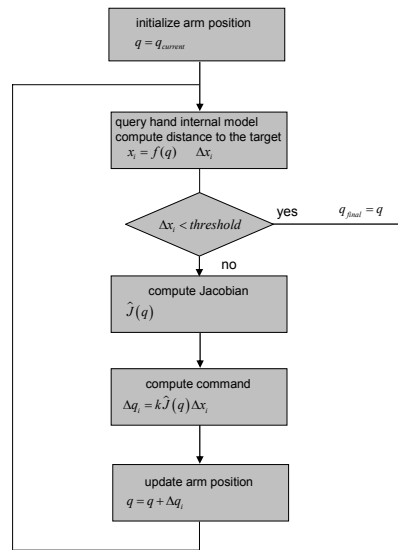 initialize arm position
q = q_current
query hand internal model
compute distance to the target
x_i = f(q) Δx_i
Δx_i < threshold
yes
q_final = q
no
compute Jacobian
Ĵ(q)
compute command
Δq_i = kĴ(q)Δx_i
update arm position
q = q + Δq_i